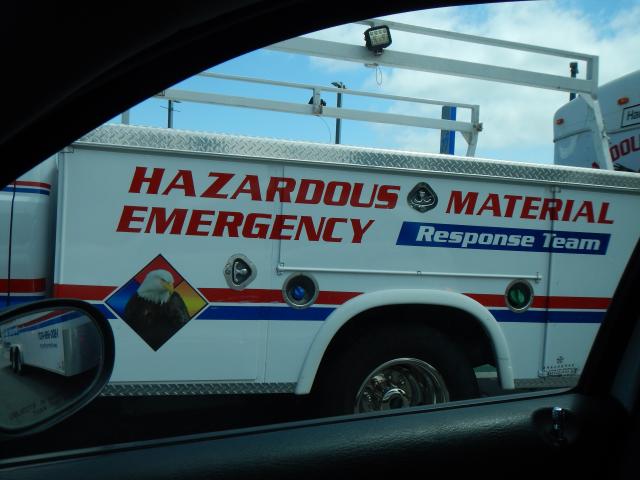 HAZARDOUS MATERIAL
EMERGENCY Response Team